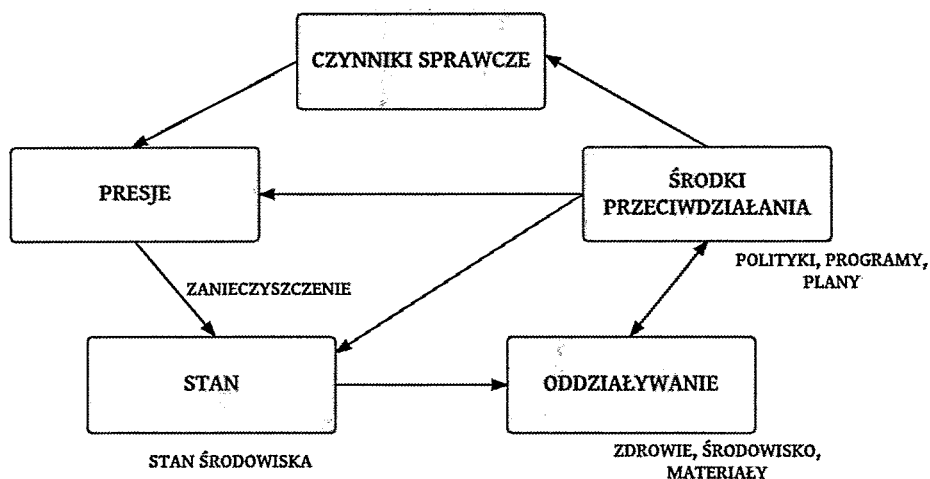 CZYNNIKI SPRAWCZE
PRESJE
ŚRODKI
PRZECIWDZIAŁANIA
POLITYKI, PROGRAMY,
PLANY
ZANIECZYSZCZENIE
STAN
ODDZIAŁYWANIE
STAN ŚRODOWISKA
ZDROWIE, ŚRODOWISKO,
MATERIAŁY